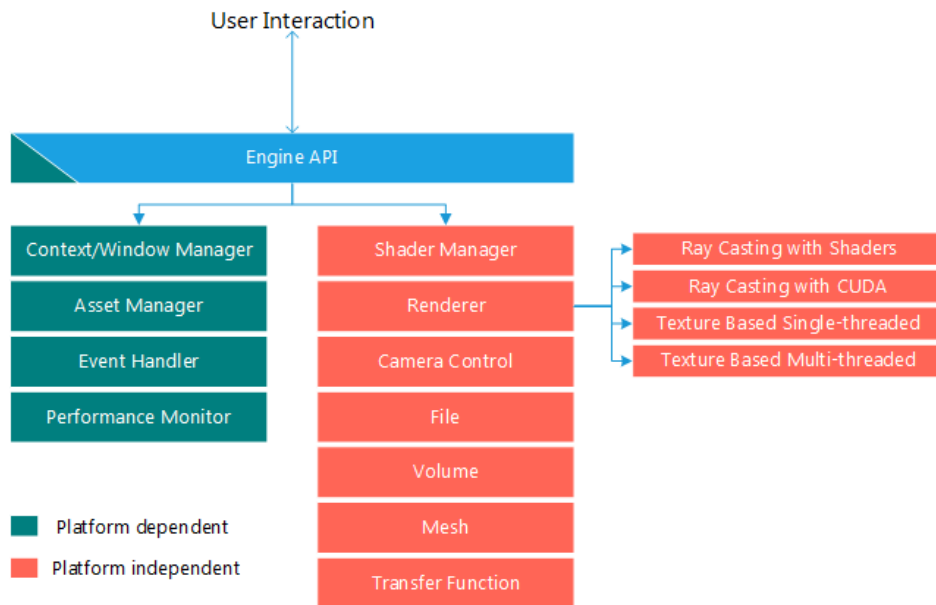 User Interaction
Engine API
Context/Window Manager
Asset Manager
Event Handler
Performance Monitor
Shader Manager
Renderer
Camera Control
File
Volume
Mesh
Transfer Function
Ray Casting with Shaders
Ray Casting with CUDA
Texture Based Single-threaded
Texture Based Multi-threaded
Platform dependent
Platform independent